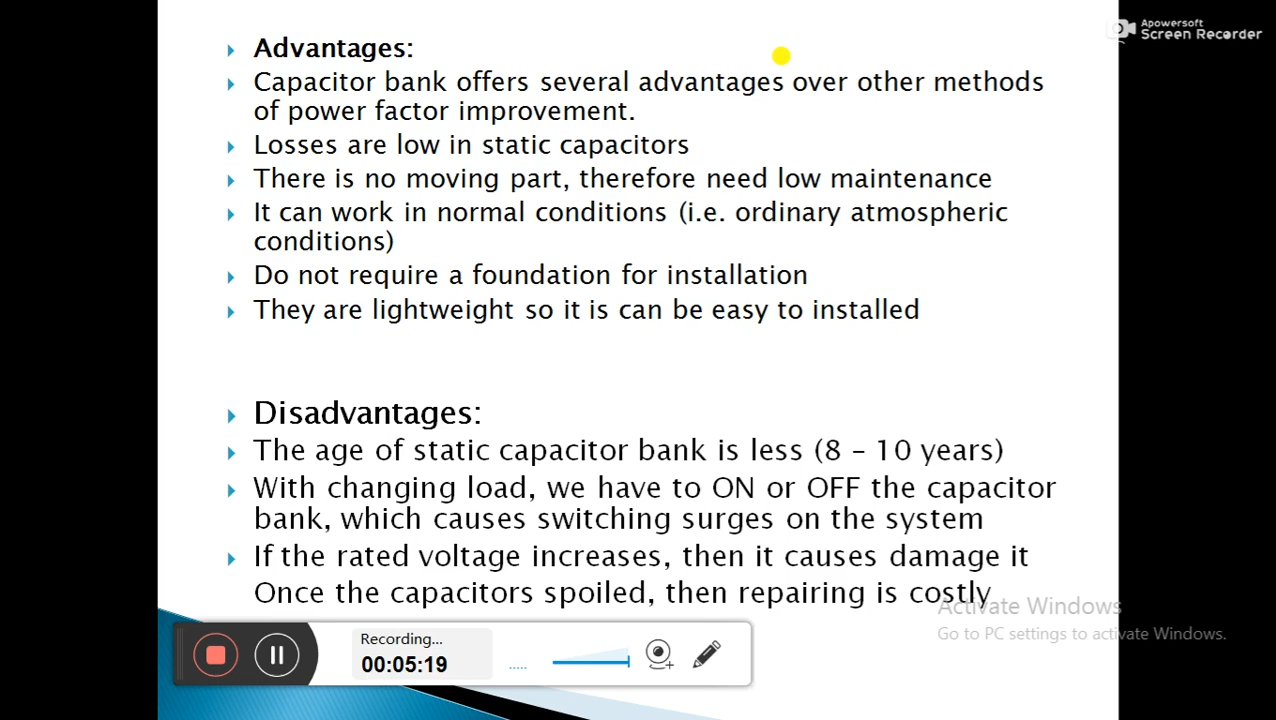 Apowersoft
Screen Recorder
Advantages:
Capacitor bank offers several advantages over other methods
of power factor improvement.
Losses are low in static capacitors
There is no moving part, therefore need low maintenance
It can work in normal conditions (i.e. ordinary atmospheric
conditions)
Do not require a foundation for installation
They are lightweight so it is can be easy to installed
Disadvantages:
The age of static capacitor bank is less (8 – 10 years)
With changing load, we have to ON or OFF the capacitor
bank, which causes switching surges on the system
If the rated voltage increases, then it causes damage it
Once the capacitors spoiled, then repairing is costly
Activate Windows
Go to PC settings to activate Windows.
Recording...
00:05:19